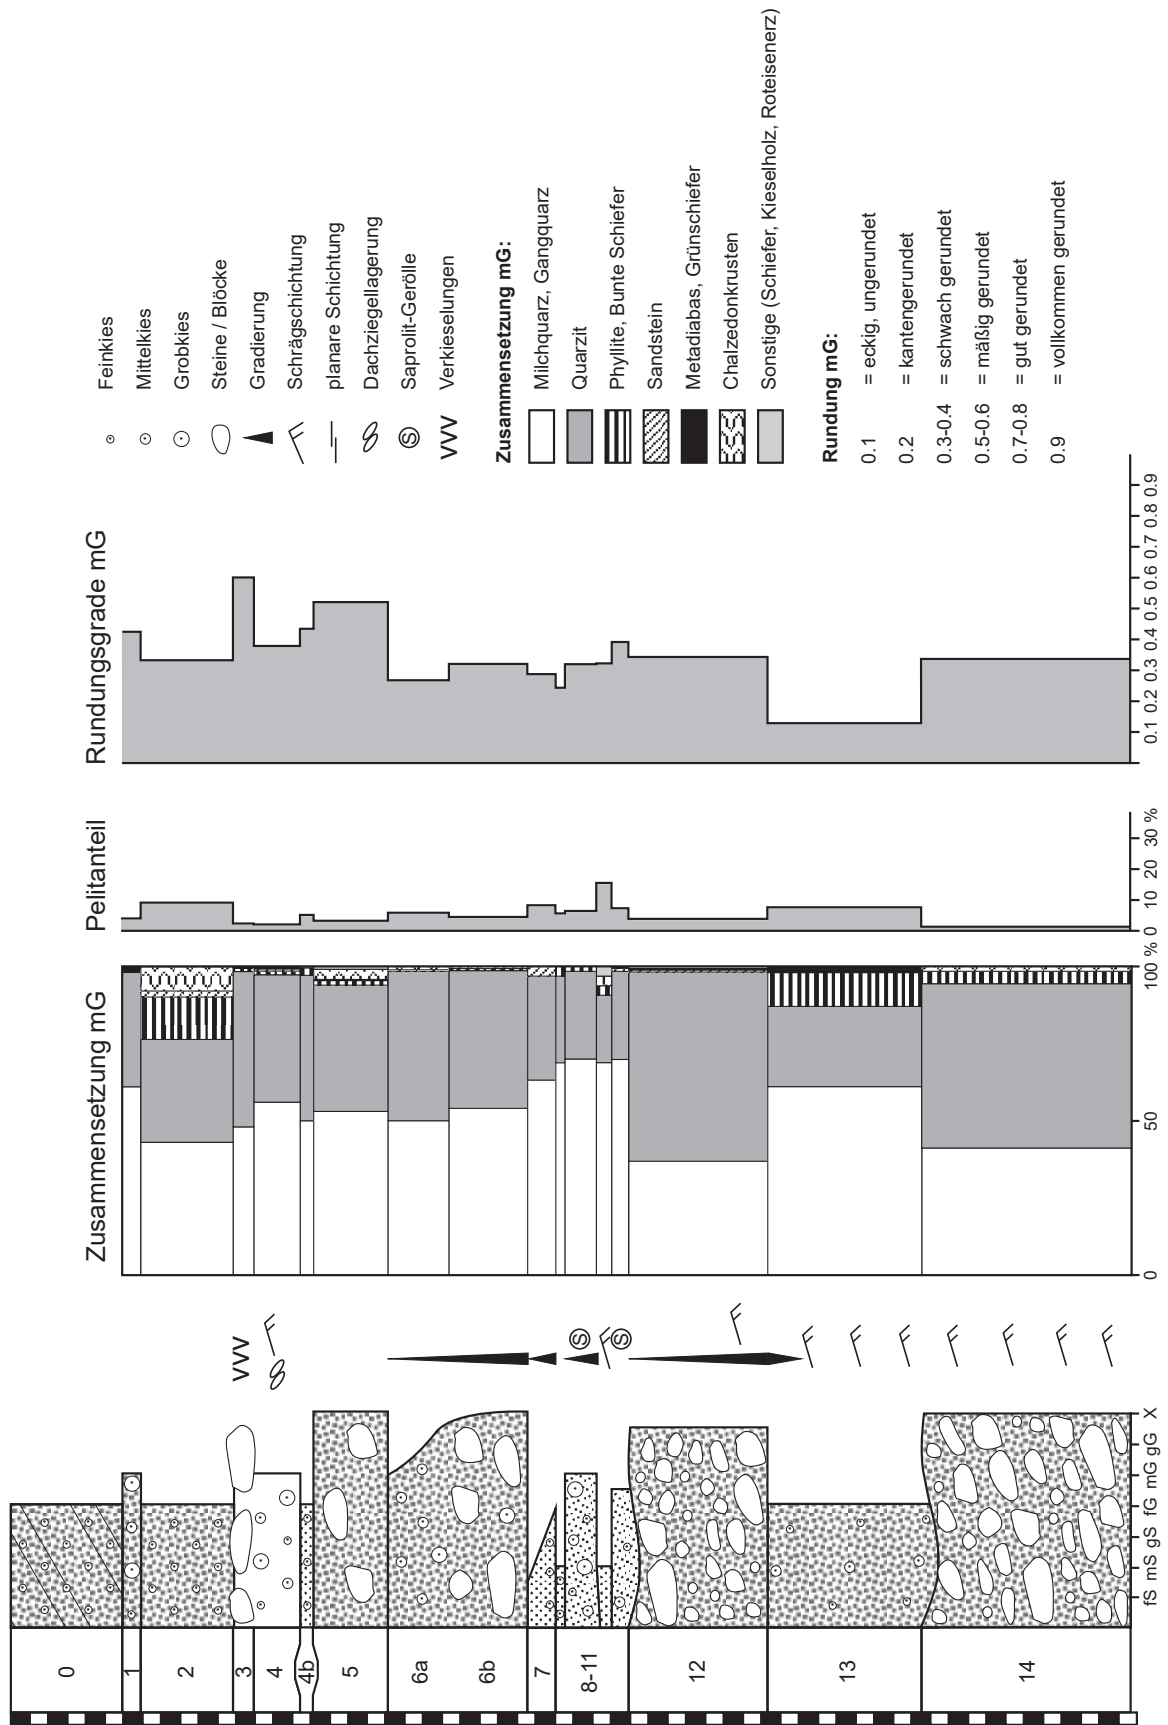 0
1
2
3
4
4b
5
6a
6b
7
8-11
12
13
14
fS mS gS fG mG gG X
VVV
S
S
Zusammensetzung mG
0
50
100 %
Pelitanteil
0
10
20
30
%
Rundungsgrade mG
0.1
0.2
0.3
0.4
0.5
0.6
0.7
0.8
0.9
Feinkies
Mittelkies
Grobkies
Steine / Blöcke
Gradierung
Schrägschichtung
planare Schichtung
Dachziegellagerung
S Saprolit-Gerölle
VVV Verkieselungen
Zusammensetzung mG:
Milchquarz, Gangquarz
Quarzit
Phyllite, Bunte Schiefer
Sandstein
Metadiabas, Grünschiefer
Chalzedonkrusten
Sonstige (Schiefer, Kieselholz, Roteisenerz)
Rundung mG:
0.1 = eckig, ungerundet
0.2 = kantengerundet
0.3-0.4 = schwach gerundet
0.5-0.6 = mäßig gerundet
0.7-0.8 = gut gerundet
0.9 = vollkommen gerundet